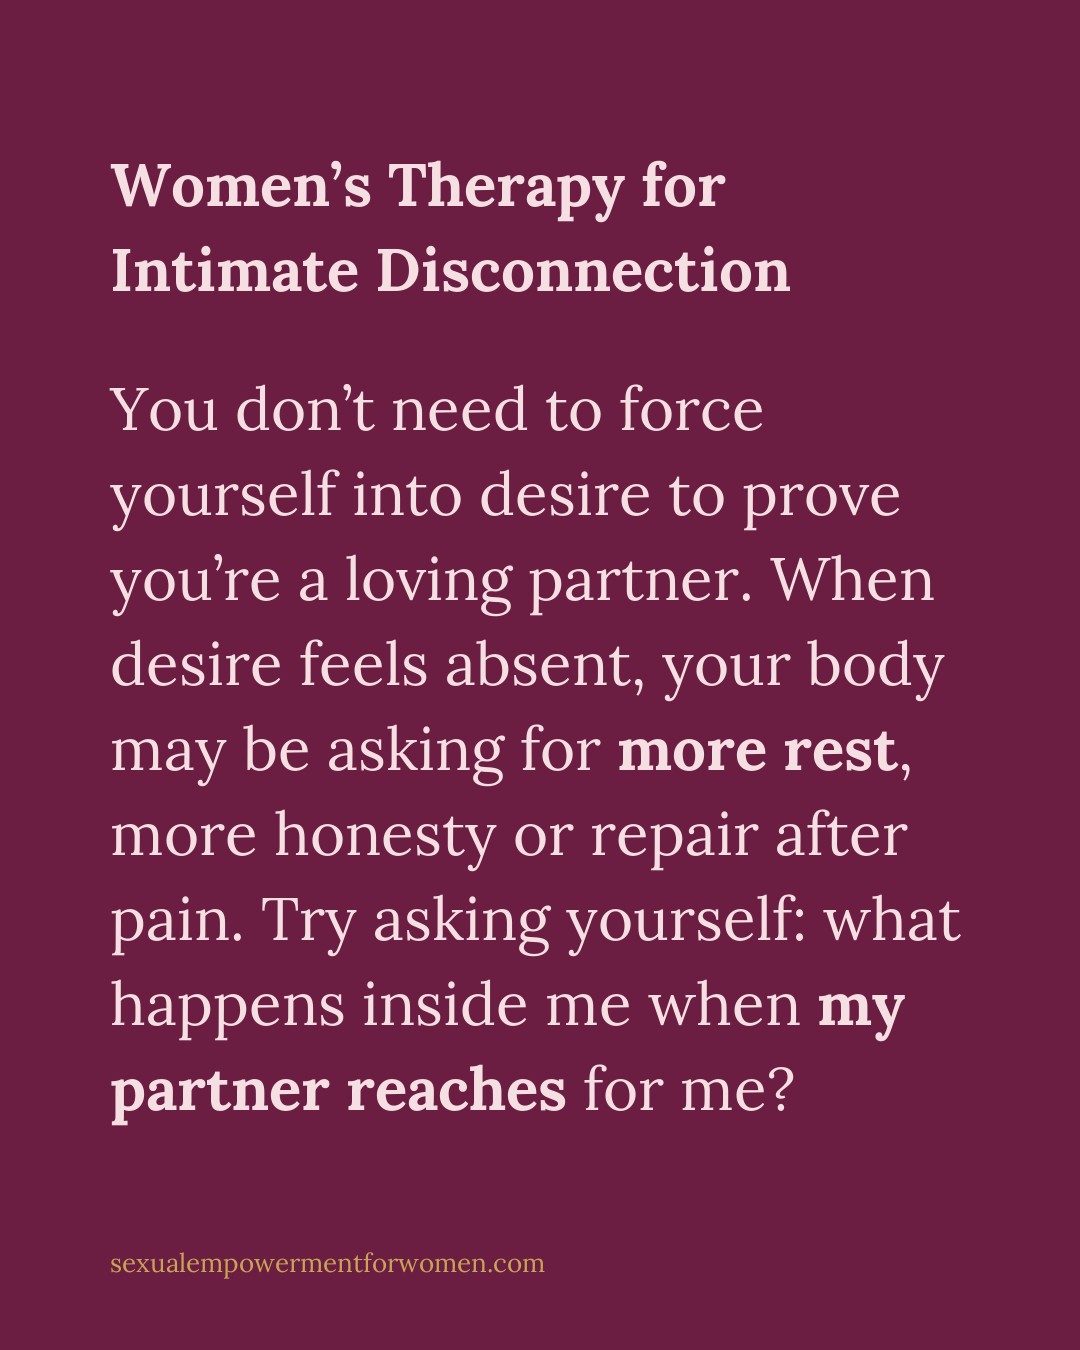 Women’s Therapy for
Intimate Disconnection
You don’t need to force
yourself into desire to prove
you’re a loving partner. When
desire feels absent, your body
may be asking for more rest,
more honesty or repair after
pain. Try asking yourself: what
happens inside me when my
partner reaches for me?
sexualempowermentforwomen.com